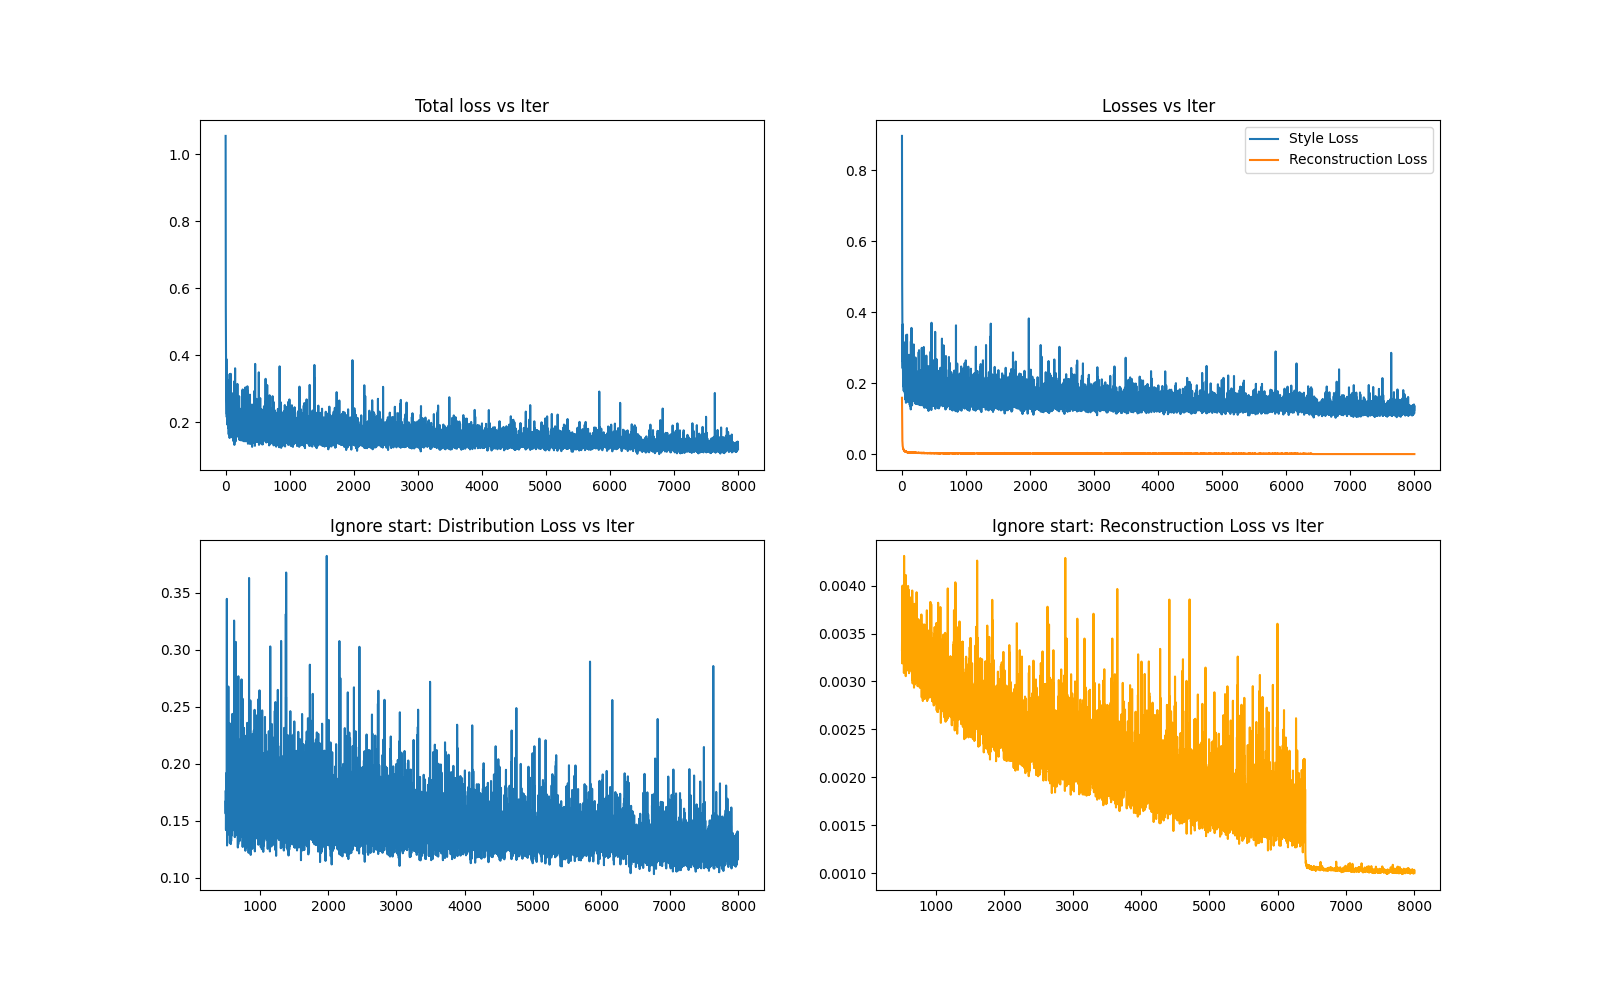 Total loss vs Iter
1.0
0.8
0.6
0.4
0.2
0 1000 2000 3000 4000 5000 6000 7000 8000
Losses vs Iter
Style Loss
Reconstruction Loss
0.8
0.6
0.4
0.2
0.0
0 1000 2000 3000 4000 5000 6000 7000 8000
Ignore start: Distribution Loss vs Iter
0.35
0.30
0.25
0.20
0.15
0.10
1000 2000 3000 4000 5000 6000 7000 8000
Ignore start: Reconstruction Loss vs Iter
0.0040
0.0035
0.0030
0.0025
0.0020
0.0015
0.0010
1000 2000 3000 4000 5000 6000 7000 8000